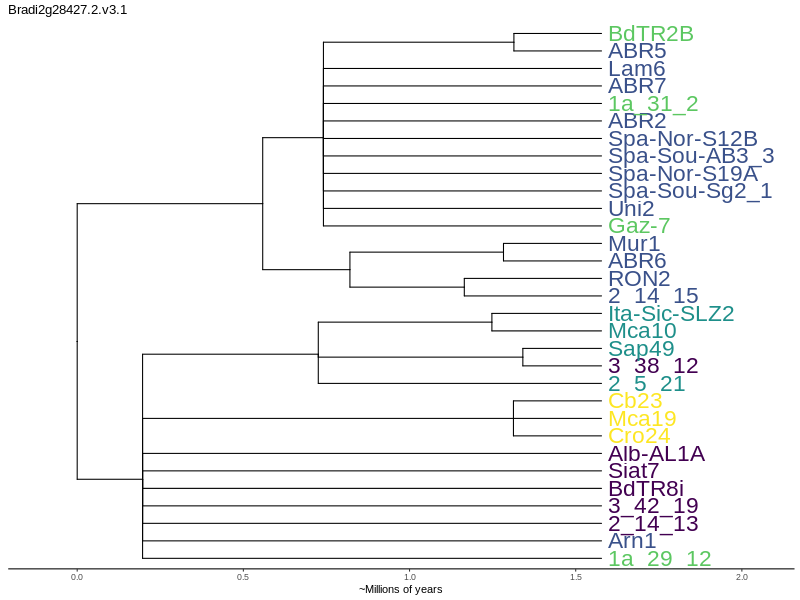 Bradi2g28427.2.v3.1
BdTR2B
ABR5
Lam6
ABR7
1a_31_2
ABR2
Spa-Nor-S12B
Spa-Sou-AB3_3
Spa-Nor-S19A
Spa-Sou-Sg2_1
Uni2
Gaz-7
Mur1
ABR6
RON2
2_14_15
Ita-Sic-SLZ2
Mca10
Sap49
3_38_12
2_5_21
Cb23
Mca19
Cro24
Alb-AL1A
Siat7
BdTR8i
3_42_19
2_14_13
Arn1
1a_29_12
0.0 0.5 1.0 1.5 2.0
~Millions of years